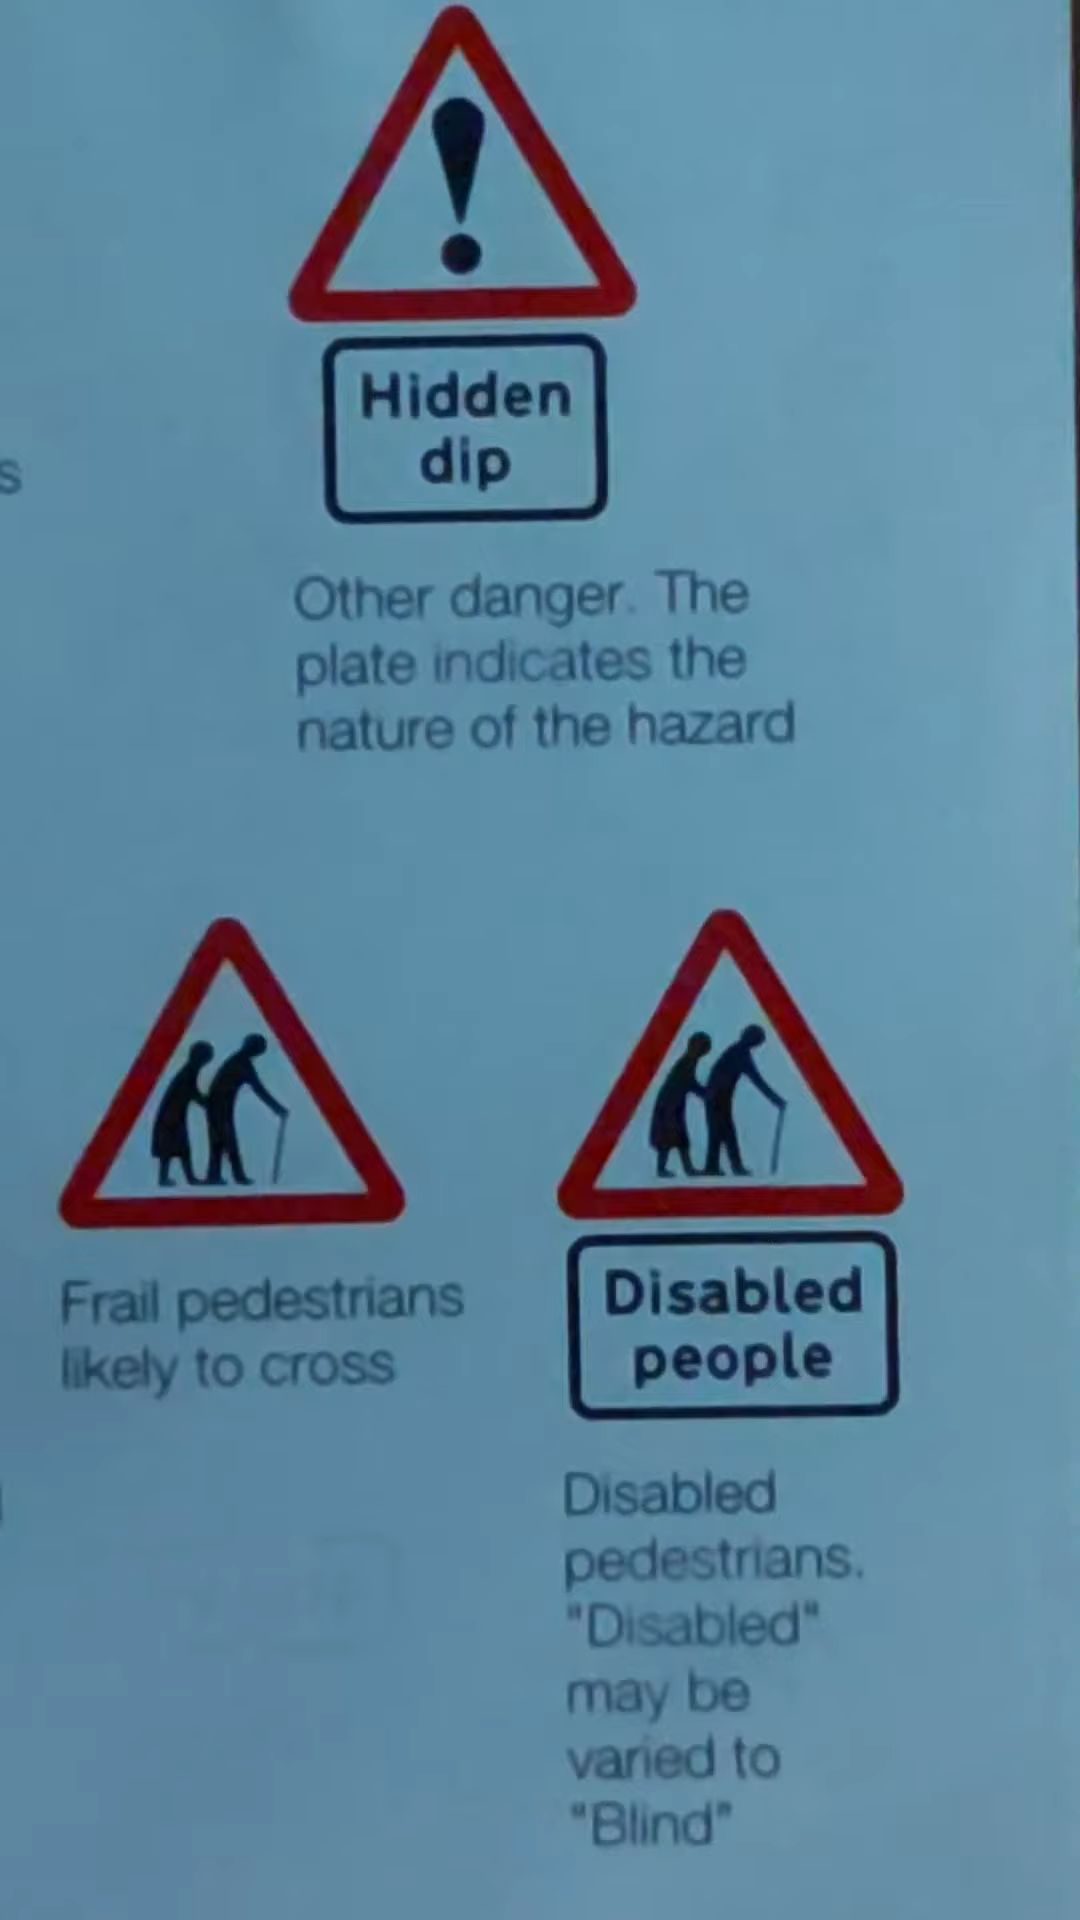 Hidden
dip
Other danger. The
plate indicates the
nature of the hazard
Frail pedestrians
likely to cross
Disabled
people
Disabled
pedestrians.
"Disabled"
may be
varied to
"Blind"